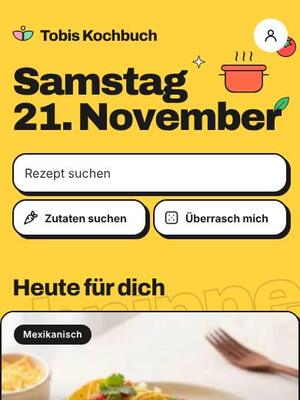 Tobis Kochbuch
Samstag
21. November
Rezept suchen
Zutaten suchen
Überrasch mich
Heute für dich
Mexikanisch